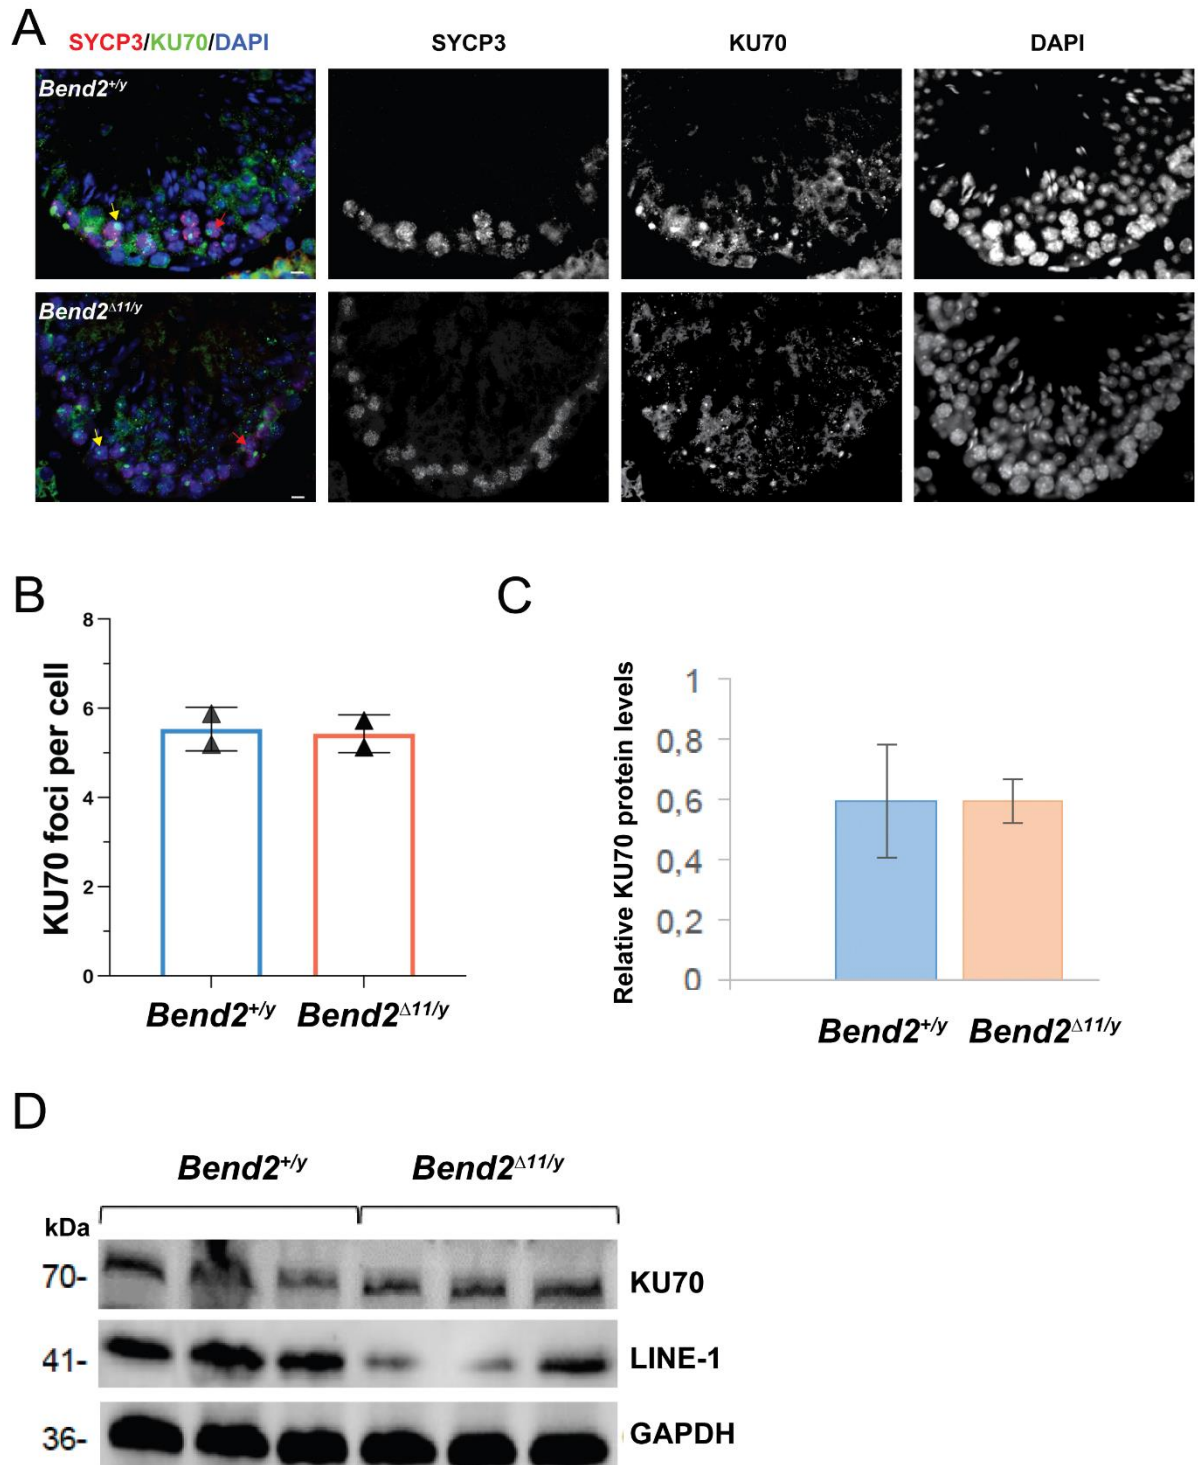 A
SYCP3/KU70/DAPI
SYCP3
KU70
DAPI
Bend2+/y
Bend2Δ11/y
B
KU70 foci per cell
8
6
4
2
0
Bend2+/y
Bend2Δ11/y
C
Relative KU70 protein levels
1
0,8
0,6
0,4
0,2
0
Bend2+/y
Bend2Δ11/y
D
Bend2+/y
Bend2Δ11/y
kDa
70-
KU70
41-
LINE-1
36-
GAPDH